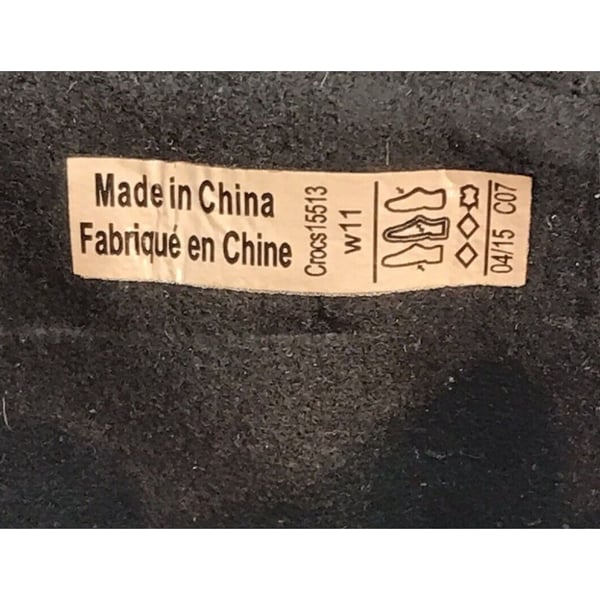 Made in China
Fabriqué en Chine
Crocs15513
w11
04/15 C07